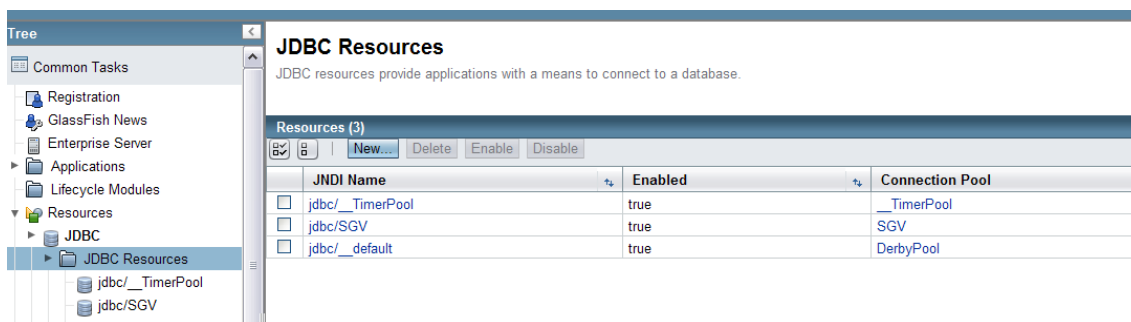 Tree
Common Tasks
Registration
GlassFish News
Enterprise Server
Applications
Lifecycle Modules
Resources
JDBC
JDBC Resources
jdbc/__TimerPool
jdbc/SGV
JDBC Resources
JDBC resources provide applications with a means to connect to a database.
Resources (3)
New... Delete Enable Disable
JNDI Name Enabled Connection Pool
jdbc/__TimerPool true __TimerPool
jdbc/SGV true SGV
jdbc/__default true DerbyPool